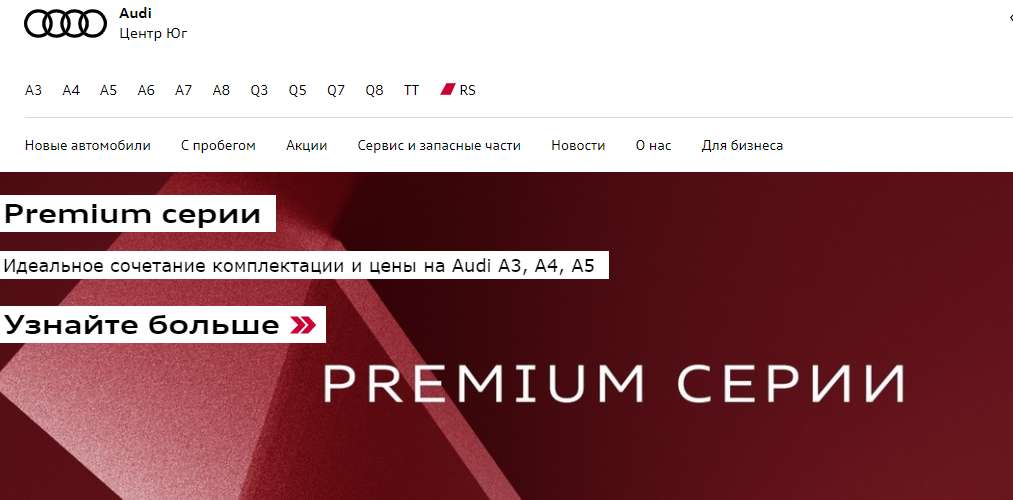 Audi
Центр Юг
A3 A4 A5 A6 A7 A8 Q3 Q5 Q7 Q8 TT RS
Новые автомобили С пробегом Акции Сервис и запасные части Новости О нас Для бизнеса
Premium серии
Идеальное сочетание комплектации и цены на Audi A3, A4, A5
Узнайте больше
PREMIUM СЕРИИ